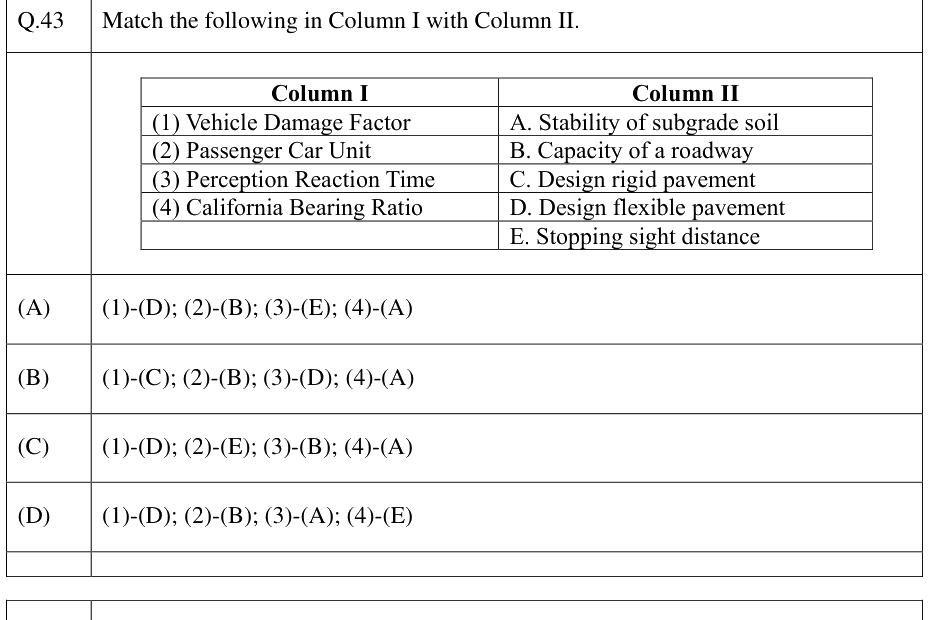 Q.43 Match the following in Column I with Column II.
Column I Column II
(1) Vehicle Damage Factor A. Stability of subgrade soil
(2) Passenger Car Unit B. Capacity of a roadway
(3) Perception Reaction Time C. Design rigid pavement
(4) California Bearing Ratio D. Design flexible pavement
E. Stopping sight distance
(A) (1)-(D); (2)-(B); (3)-(E); (4)-(A)
(B) (1)-(C); (2)-(B); (3)-(D); (4)-(A)
(C) (1)-(D); (2)-(E); (3)-(B); (4)-(A)
(D) (1)-(D); (2)-(B); (3)-(A); (4)-(E)